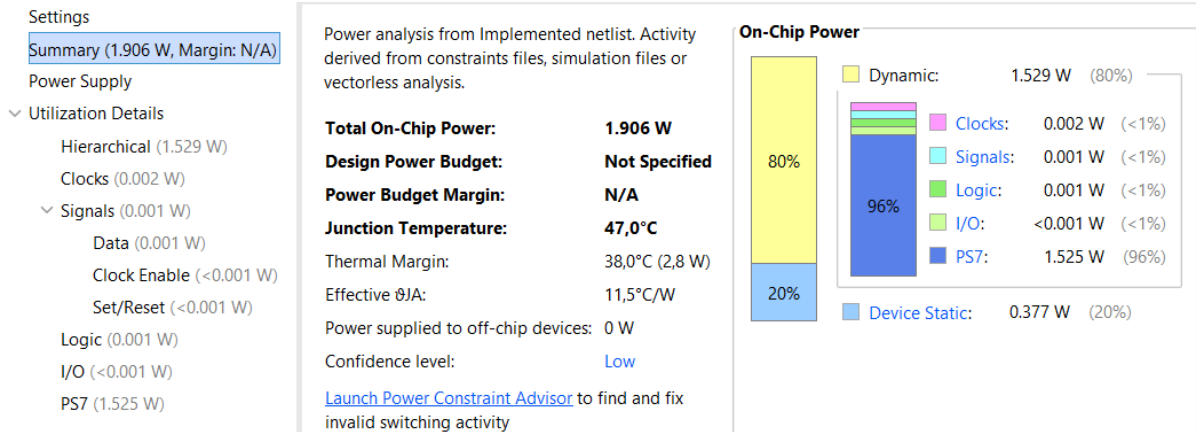 Settings
Summary (1.906 W, Margin: N/A)
Power Supply
Utilization Details
Hierarchical (1.529 W)
Clocks (0.002 W)
Signals (0.001 W)
Data (0.001 W)
Clock Enable (<0.001 W)
Set/Reset (<0.001 W)
Logic (0.001 W)
I/O (<0.001 W)
PS7 (1.525 W)
Power analysis from Implemented netlist. Activity
derived from constraints files, simulation files or
vectorless analysis.
Total On-Chip Power: 1.906 W
Design Power Budget: Not Specified
Power Budget Margin: N/A
Junction Temperature: 47,0°C
Thermal Margin: 38,0°C (2,8 W)
Effective ϑJA: 11,5°C/W
Power supplied to off-chip devices: 0 W
Confidence level: Low
Launch Power Constraint Advisor to find and fix
invalid switching activity
On-Chip Power
80%
20%
Dynamic: 1.529 W (80%)
96%
Clocks: 0.002 W (<1%)
Signals: 0.001 W (<1%)
Logic: 0.001 W (<1%)
I/O: <0.001 W (<1%)
PS7: 1.525 W (96%)
Device Static: 0.377 W (20%)